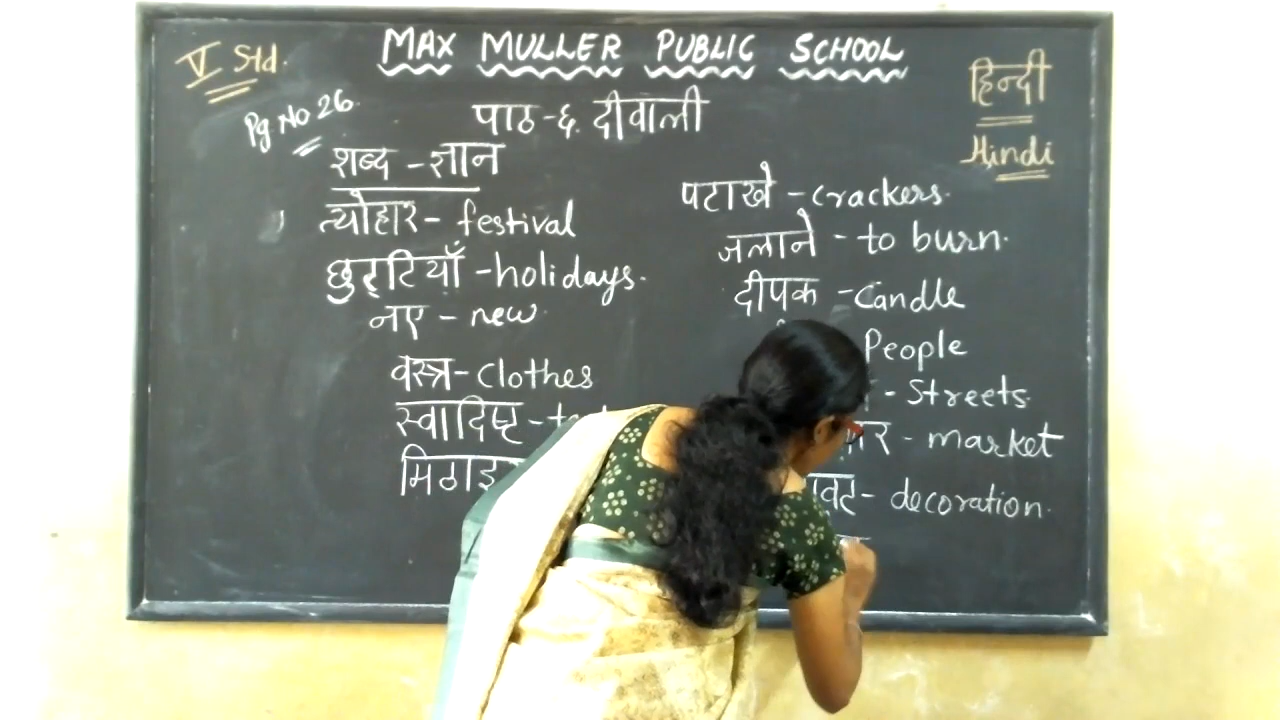 V Std.
MAX MULLER PUBLIC SCHOOL
हिन्दी
Hindi
Pg No 26.
पाठ-६. दीवाली
शब्द - ज्ञान
त्योहार - festival
छुट्टियाँ - holidays.
नए - new.
वस्त्र - clothes
स्वादिष्ट -
पटाखे - crackers.
जलाने - to burn.
दीपक - Candle
People
- Streets.
- market
- decoration.